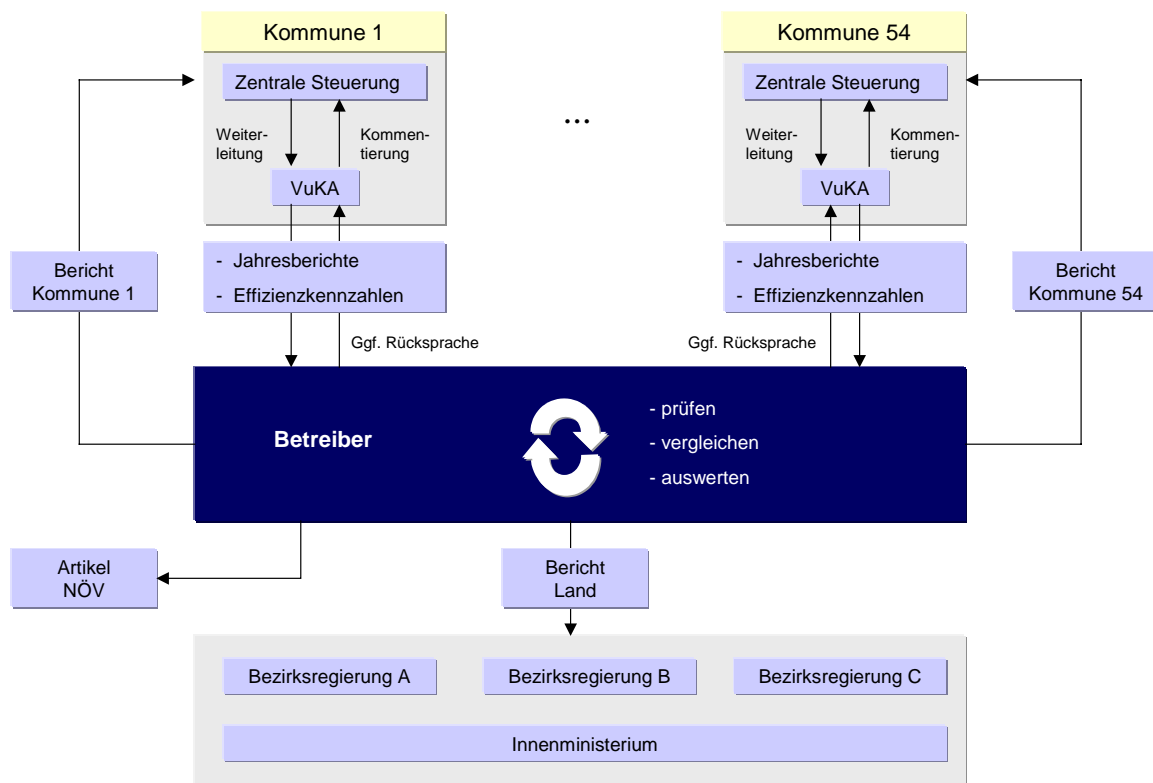 Kommune 1
Zentrale Steuerung
Weiter-
leitung
Kommen-
tierung
VuKA
- Jahresberichte
- Effizienzkennzahlen
Ggf. Rücksprache
Bericht
Kommune 1
...
Kommune 54
Zentrale Steuerung
Weiter-
leitung
Kommen-
tierung
VuKA
- Jahresberichte
- Effizienzkennzahlen
Ggf. Rücksprache
Bericht
Kommune 54
Betreiber
- prüfen
- vergleichen
- auswerten
Artikel
NÖV
Bericht
Land
Bezirksregierung A
Bezirksregierung B
Bezirksregierung C
Innenministerium